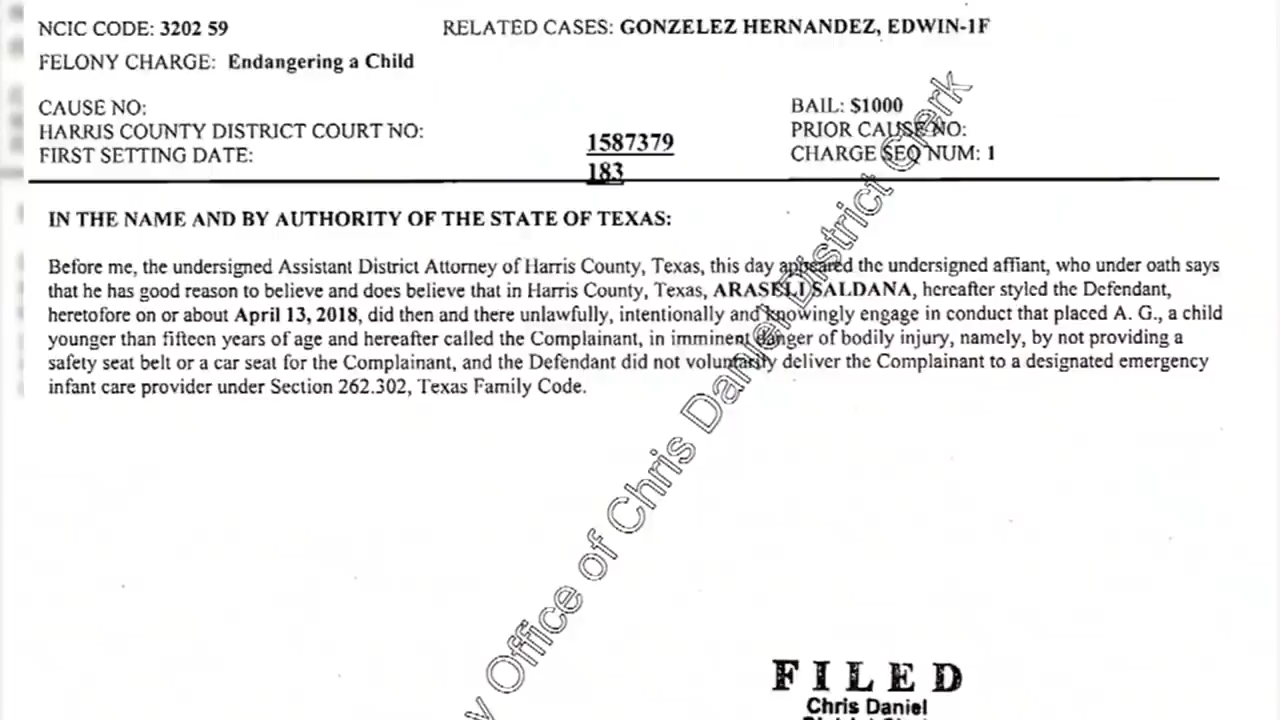 NCIC CODE: 3202 59 RELATED CASES: GONZELEZ HERNANDEZ, EDWIN-1F
FELONY CHARGE: Endangering a Child
CAUSE NO: BAIL: $1000
HARRIS COUNTY DISTRICT COURT NO: 1587379 PRIOR CAUSE NO:
FIRST SETTING DATE: 183 CHARGE SEQ NUM: 1
IN THE NAME AND BY AUTHORITY OF THE STATE OF TEXAS:
Before me, the undersigned Assistant District Attorney of Harris County, Texas, this day appeared the undersigned affiant, who under oath says
that he has good reason to believe and does believe that in Harris County, Texas, ARASELI SALDANA, hereafter styled the Defendant,
heretofore on or about April 13, 2018, did then and there unlawfully, intentionally and knowingly engage in conduct that placed A. G., a child
younger than fifteen years of age and hereafter called the Complainant, in imminent danger of bodily injury, namely, by not providing a
safety seat belt or a car seat for the Complainant, and the Defendant did not voluntarily deliver the Complainant to a designated emergency
infant care provider under Section 262.302, Texas Family Code.
Office of Chris Daniel District Clerk
FILED
Chris Daniel